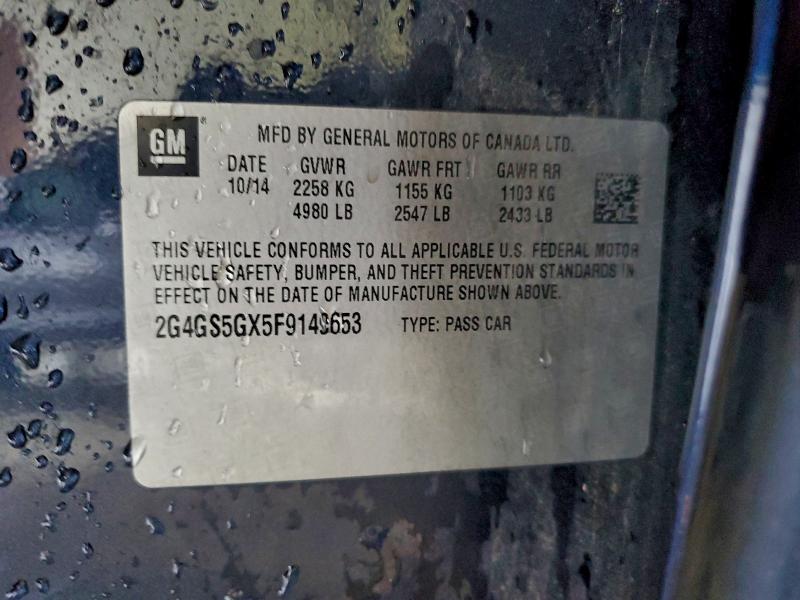 GM
MFD BY GENERAL MOTORS OF CANADA LTD.
DATE GVWR GAWR FRT GAWR RR
10/14 2258 KG 1155 KG 1103 KG
4980 LB 2547 LB 2433 LB
THIS VEHICLE CONFORMS TO ALL APPLICABLE U.S. FEDERAL MOTOR
VEHICLE SAFETY, BUMPER, AND THEFT PREVENTION STANDARDS IN
EFFECT ON THE DATE OF MANUFACTURE SHOWN ABOVE.
2G4GS5GX5F9149653 TYPE: PASS CAR